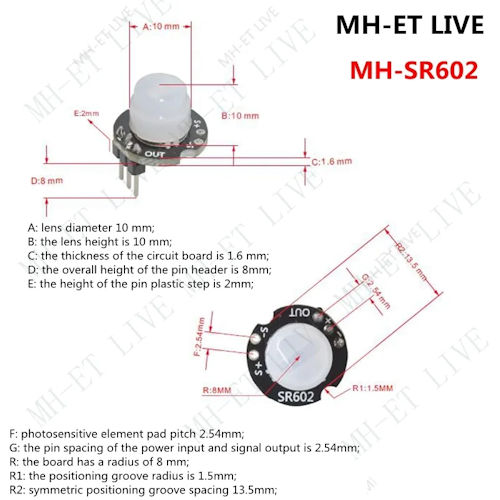 MH-ET LIVE
MH-SR602
A:10 mm
E:2mm
B:10 mm
OUT
C:1.6 mm
D:8 mm
A: lens diameter 10 mm;
B: the lens height is 10 mm;
C: the thickness of the circuit board is 1.6 mm;
D: the overall height of the pin header is 8mm;
E: the height of the pin plastic step is 2mm;
R2:13.5 mm
G:2.54 mm
F:2.54mm
OUT
+
-
S-
S+
R:8MM
SR602
R1:1.5MM
F: photosensitive element pad pitch 2.54mm;
G: the pin spacing of the power input and signal output is 2.54mm;
R: the board has a radius of 8 mm;
R1: the positioning groove radius is 1.5mm;
R2: symmetric positioning groove spacing 13.5mm;
MH-ET LIVE